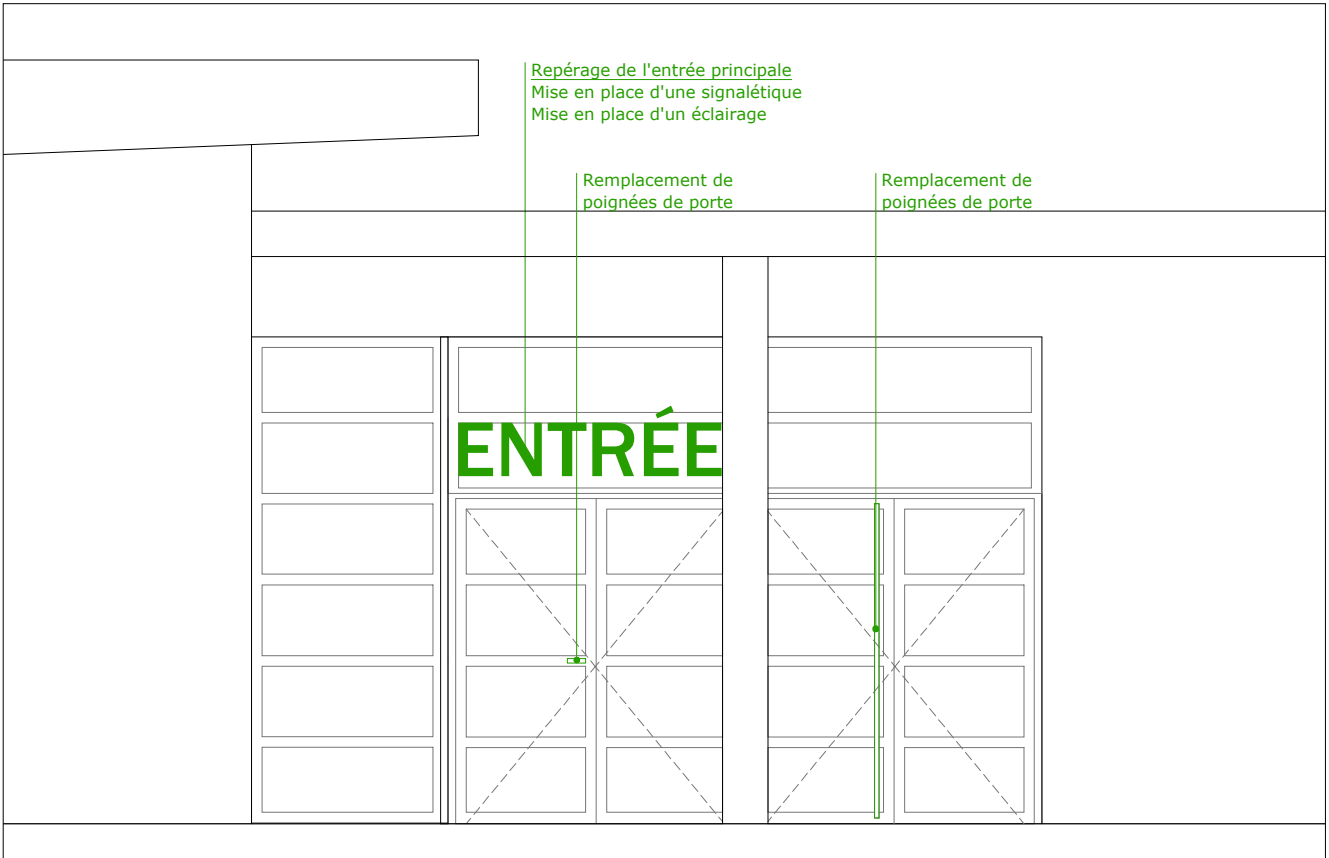 Repérage de l'entrée principale
Mise en place d'une signalétique
Mise en place d'un éclairage
Remplacement de
poignées de porte
Remplacement de
poignées de porte
ENTRÉE